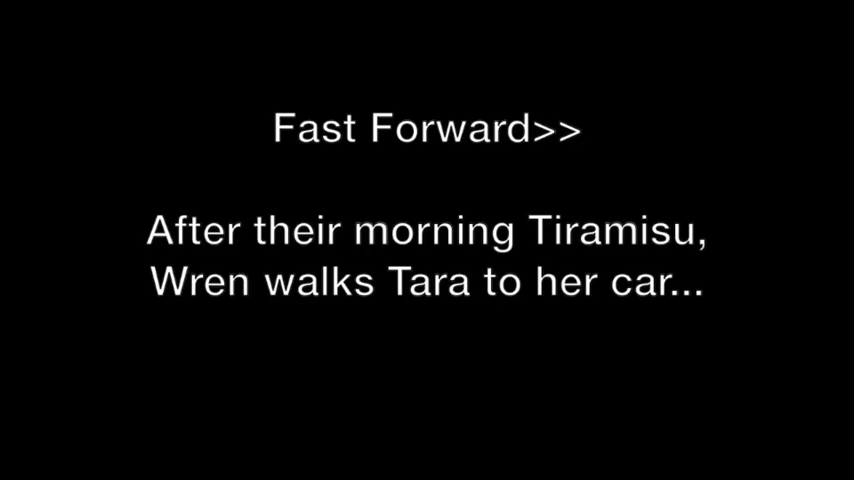 Fast Forward>>
After their morning Tiramisu,
Wren walks Tara to her car...